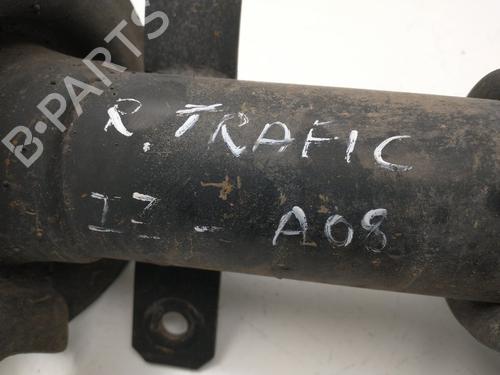 B-PARTS
R. TRAFIC
IZ - A08